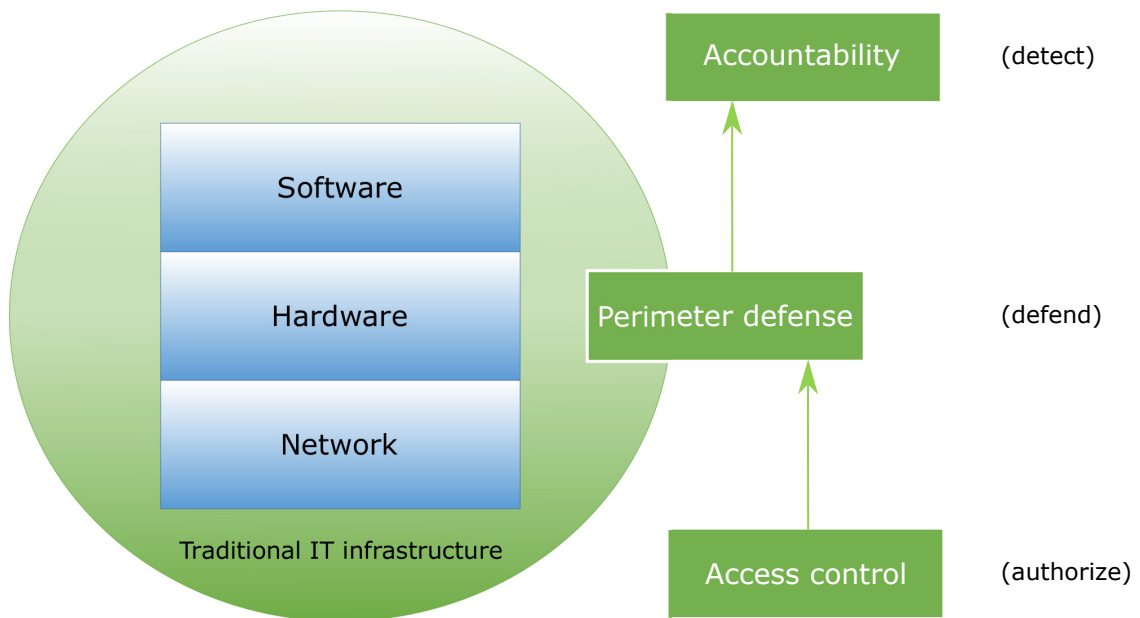 Accountability
(detect)
Software
Hardware
Perimeter defense
(defend)
Network
Traditional IT infrastructure
Access control
(authorize)